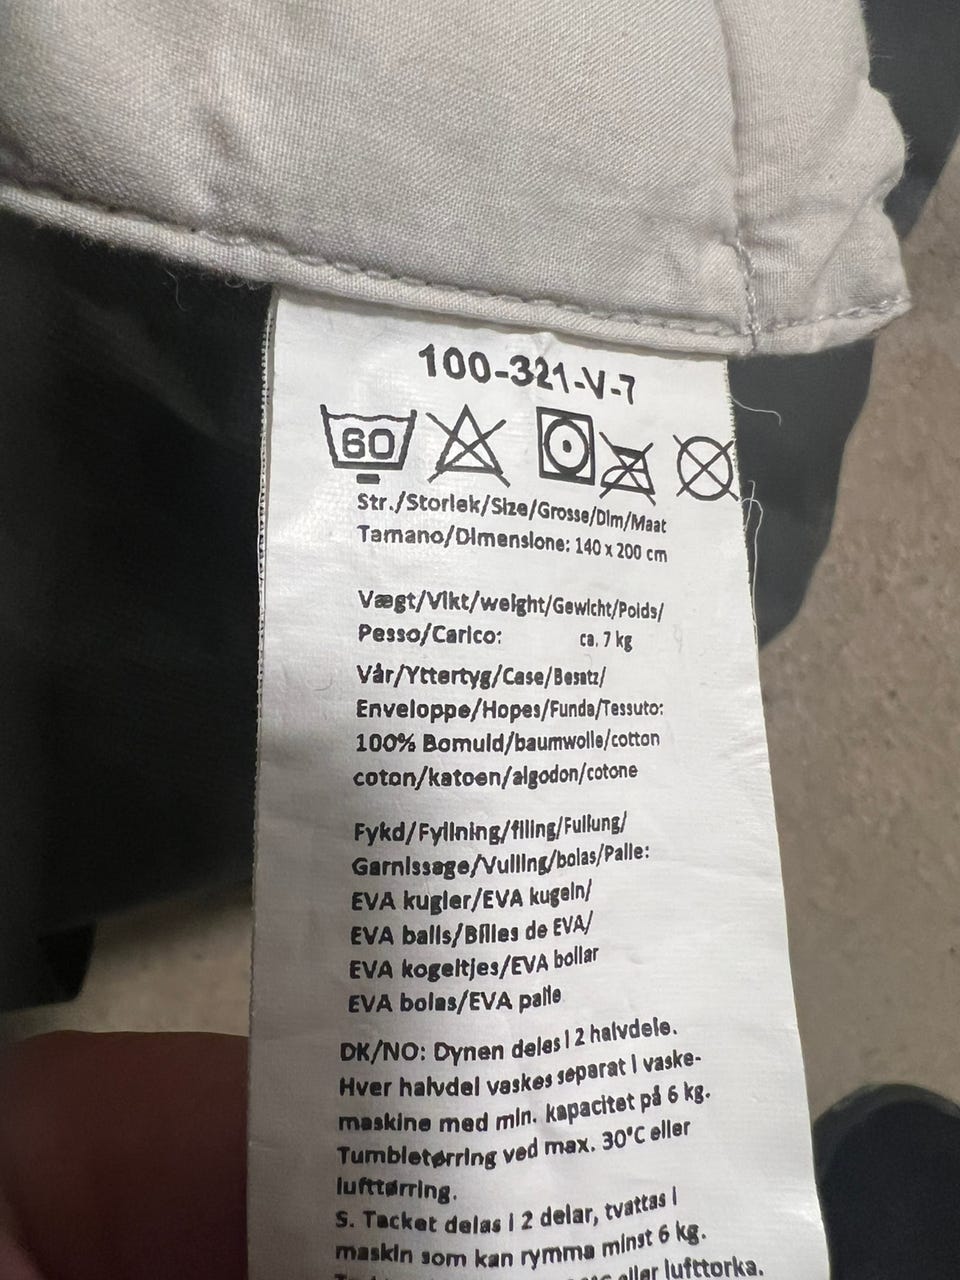 100-321-V-7
60
Str./Storlek/Size/Grosse/Dim/Maat
Tamano/Dimensione: 140 x 200 cm
Vægt/Vikt/weight/Gewicht/Poids/
Pesso/Carico: ca. 7 kg
Vår/Yttertyg/Case/Besatz/
Enveloppe/Hopes/Funda/Tessuto:
100% Bomuld/baumwolle/cotton
coton/katoen/algodon/cotone
Fykd/Fyllning/filing/Fullung/
Garnissage/Vulling/bolas/Palle:
EVA kugler/EVA kugeln/
EVA balls/Billes de EVA/
EVA kogeltjes/EVA bollar
EVA bolas/EVA palle
DK/NO: Dynen deles i 2 halvdele.
Hver halvdel vaskes separat i vaske-
maskine med min. kapacitet på 6 kg.
Tumbletørring ved max. 30°C eller
lufttørring.
S. Tacket delas i 2 delar, tvattas i
maskin som kan rymma minst 6 kg.
eller lufttorka.